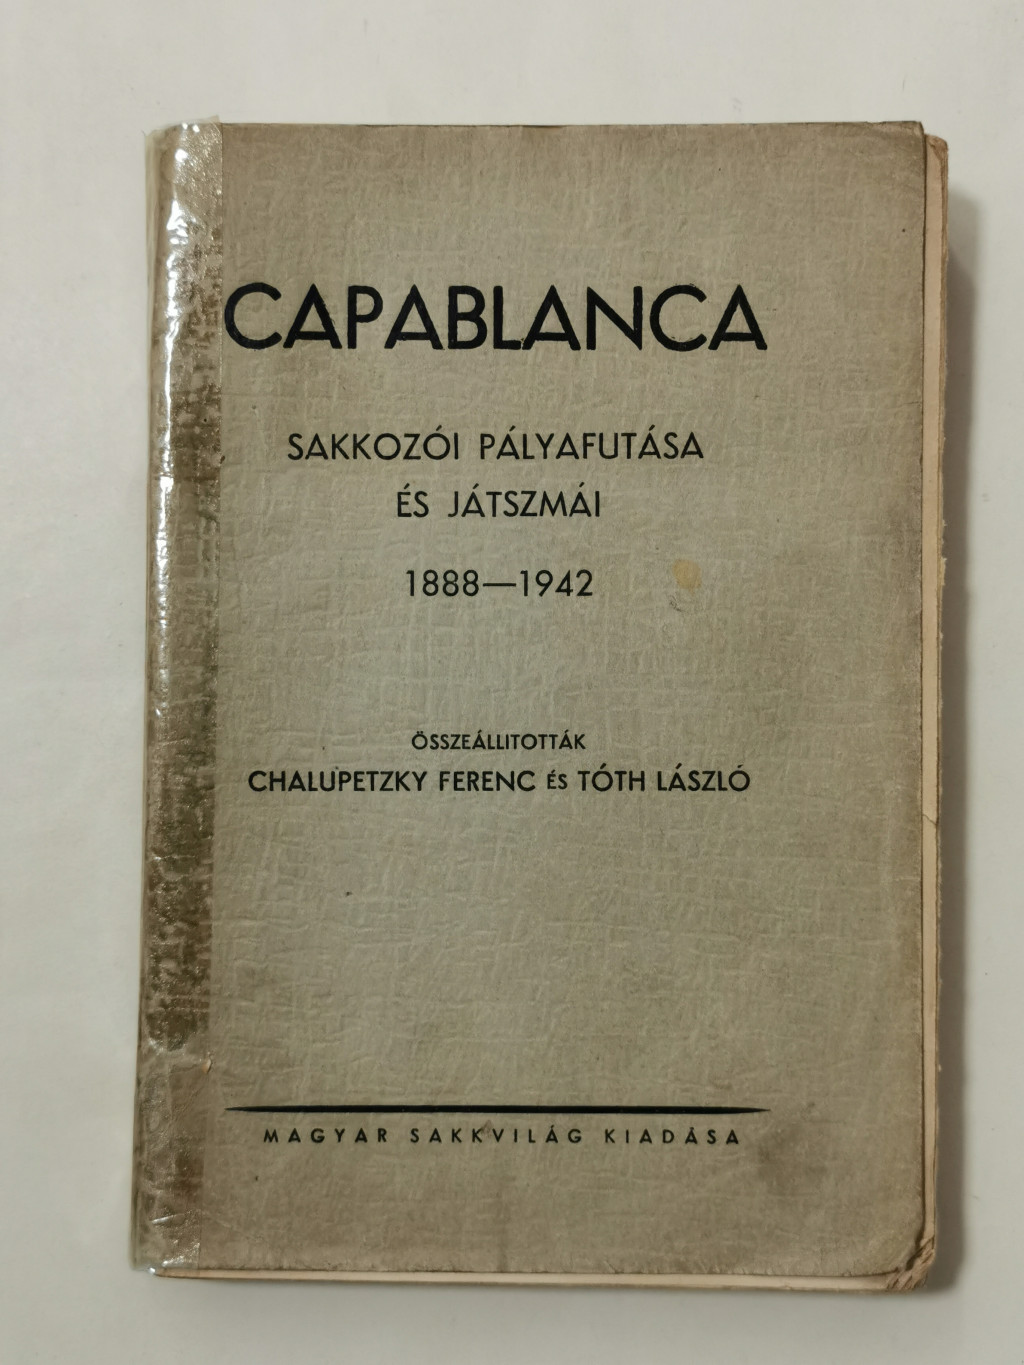 CAPABLANCA
SAKKOZÓI PÁLYAFUTÁSA
ÉS JÁTSZMÁI
1888—1942
ÖSSZEÁLLITOTTÁK
CHALUPETZKY FERENC ÉS TÓTH LÁSZLÓ
MAGYAR SAKKVILÁG KIADÁSA